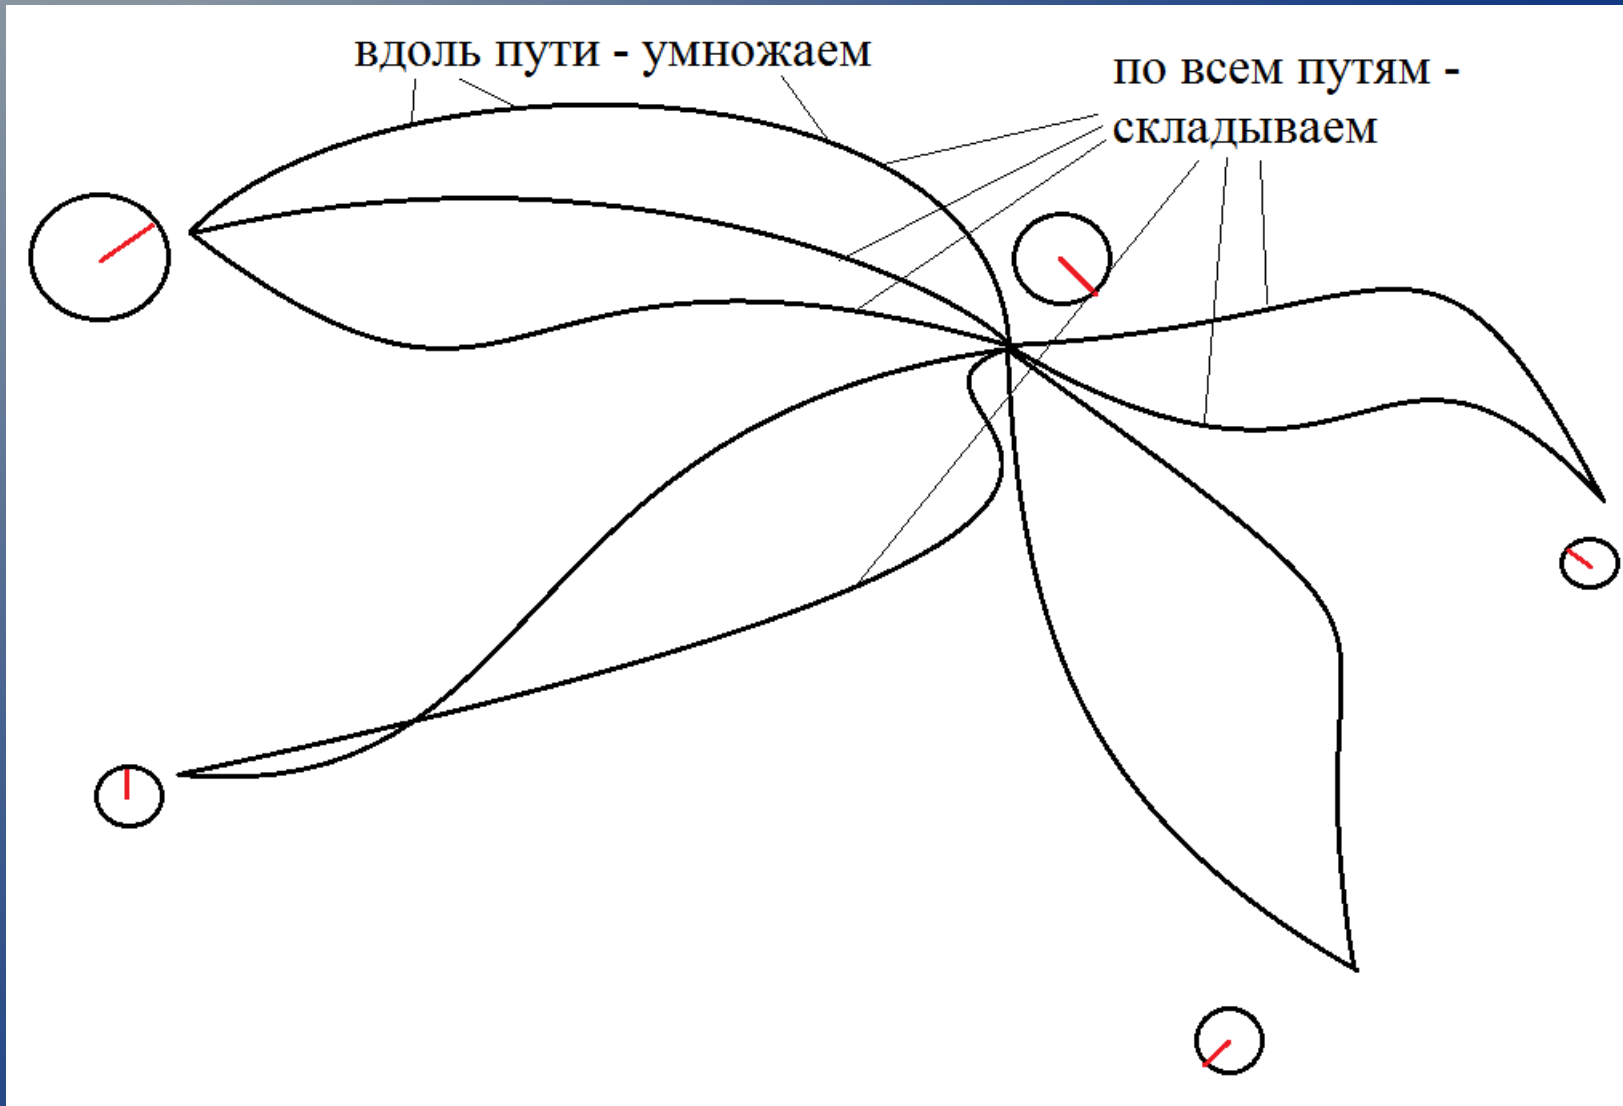 вдоль пути - умножаем
по всем путям -
складываем